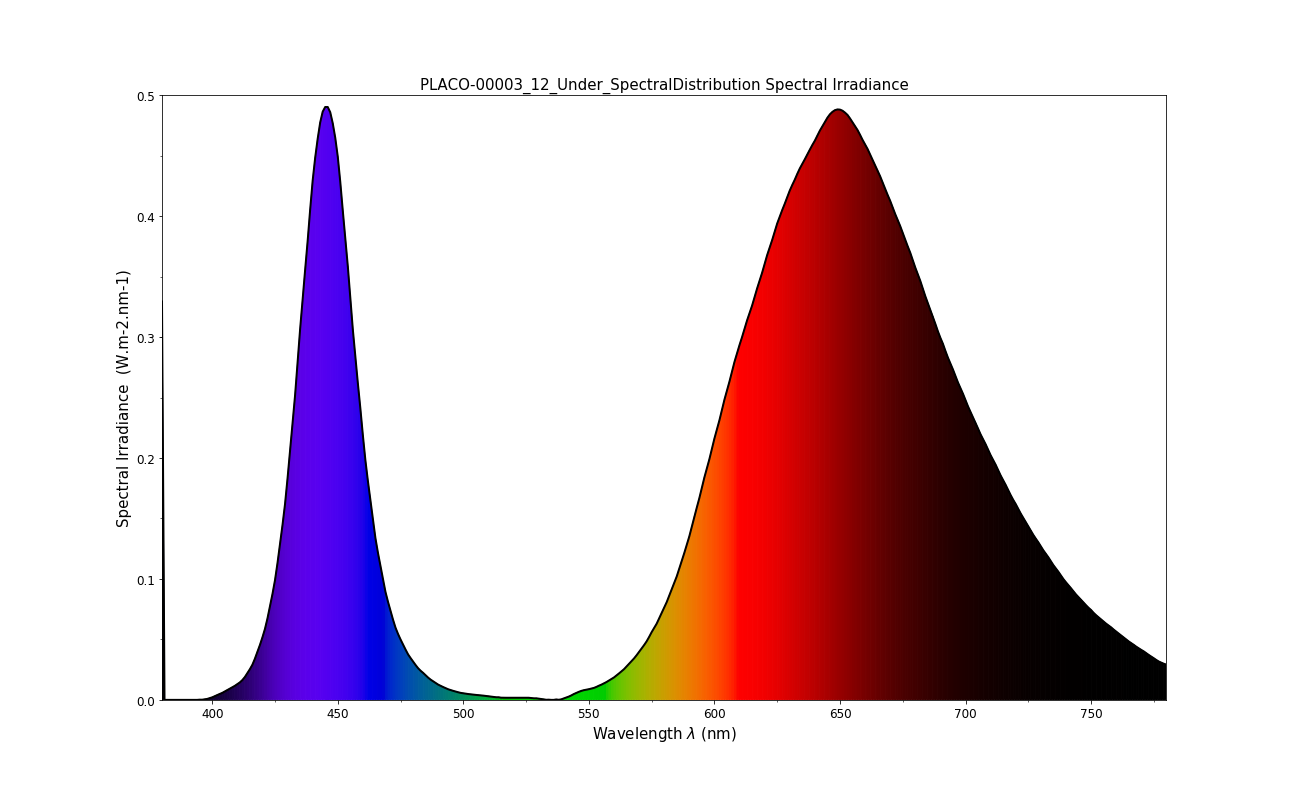 PLACO-00003_12_Under_SpectralDistribution Spectral Irradiance
Spectral Irradiance (W.m-2.nm-1)
0.5
0.4
0.3
0.2
0.1
0.0
400 450 500 550 600 650 700 750
Wavelength λ (nm)